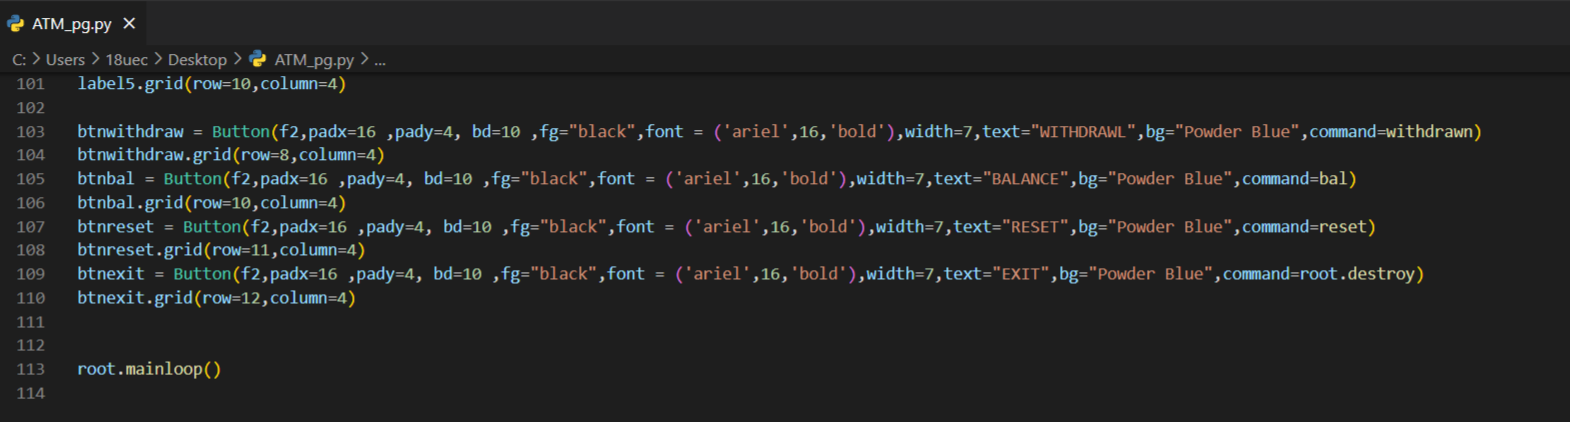 ATM_pg.py ×
C: > Users > 18uec > Desktop > ATM_pg.py > ...
101 label5.grid(row=10,column=4)
102
103 btnwithdraw = Button(f2,padx=16 ,pady=4, bd=10 ,fg="black",font = ('ariel',16,'bold'),width=7,text="WITHDRAWL",bg="Powder Blue",command=withdrawn)
104 btnwithdraw.grid(row=8,column=4)
105 btnbal = Button(f2,padx=16 ,pady=4, bd=10 ,fg="black",font = ('ariel',16,'bold'),width=7,text="BALANCE",bg="Powder Blue",command=bal)
106 btnbal.grid(row=10,column=4)
107 btnreset = Button(f2,padx=16 ,pady=4, bd=10 ,fg="black",font = ('ariel',16,'bold'),width=7,text="RESET",bg="Powder Blue",command=reset)
108 btnreset.grid(row=11,column=4)
109 btnexit = Button(f2,padx=16 ,pady=4, bd=10 ,fg="black",font = ('ariel',16,'bold'),width=7,text="EXIT",bg="Powder Blue",command=root.destroy)
110 btnexit.grid(row=12,column=4)
111
112
113 root.mainloop()
114